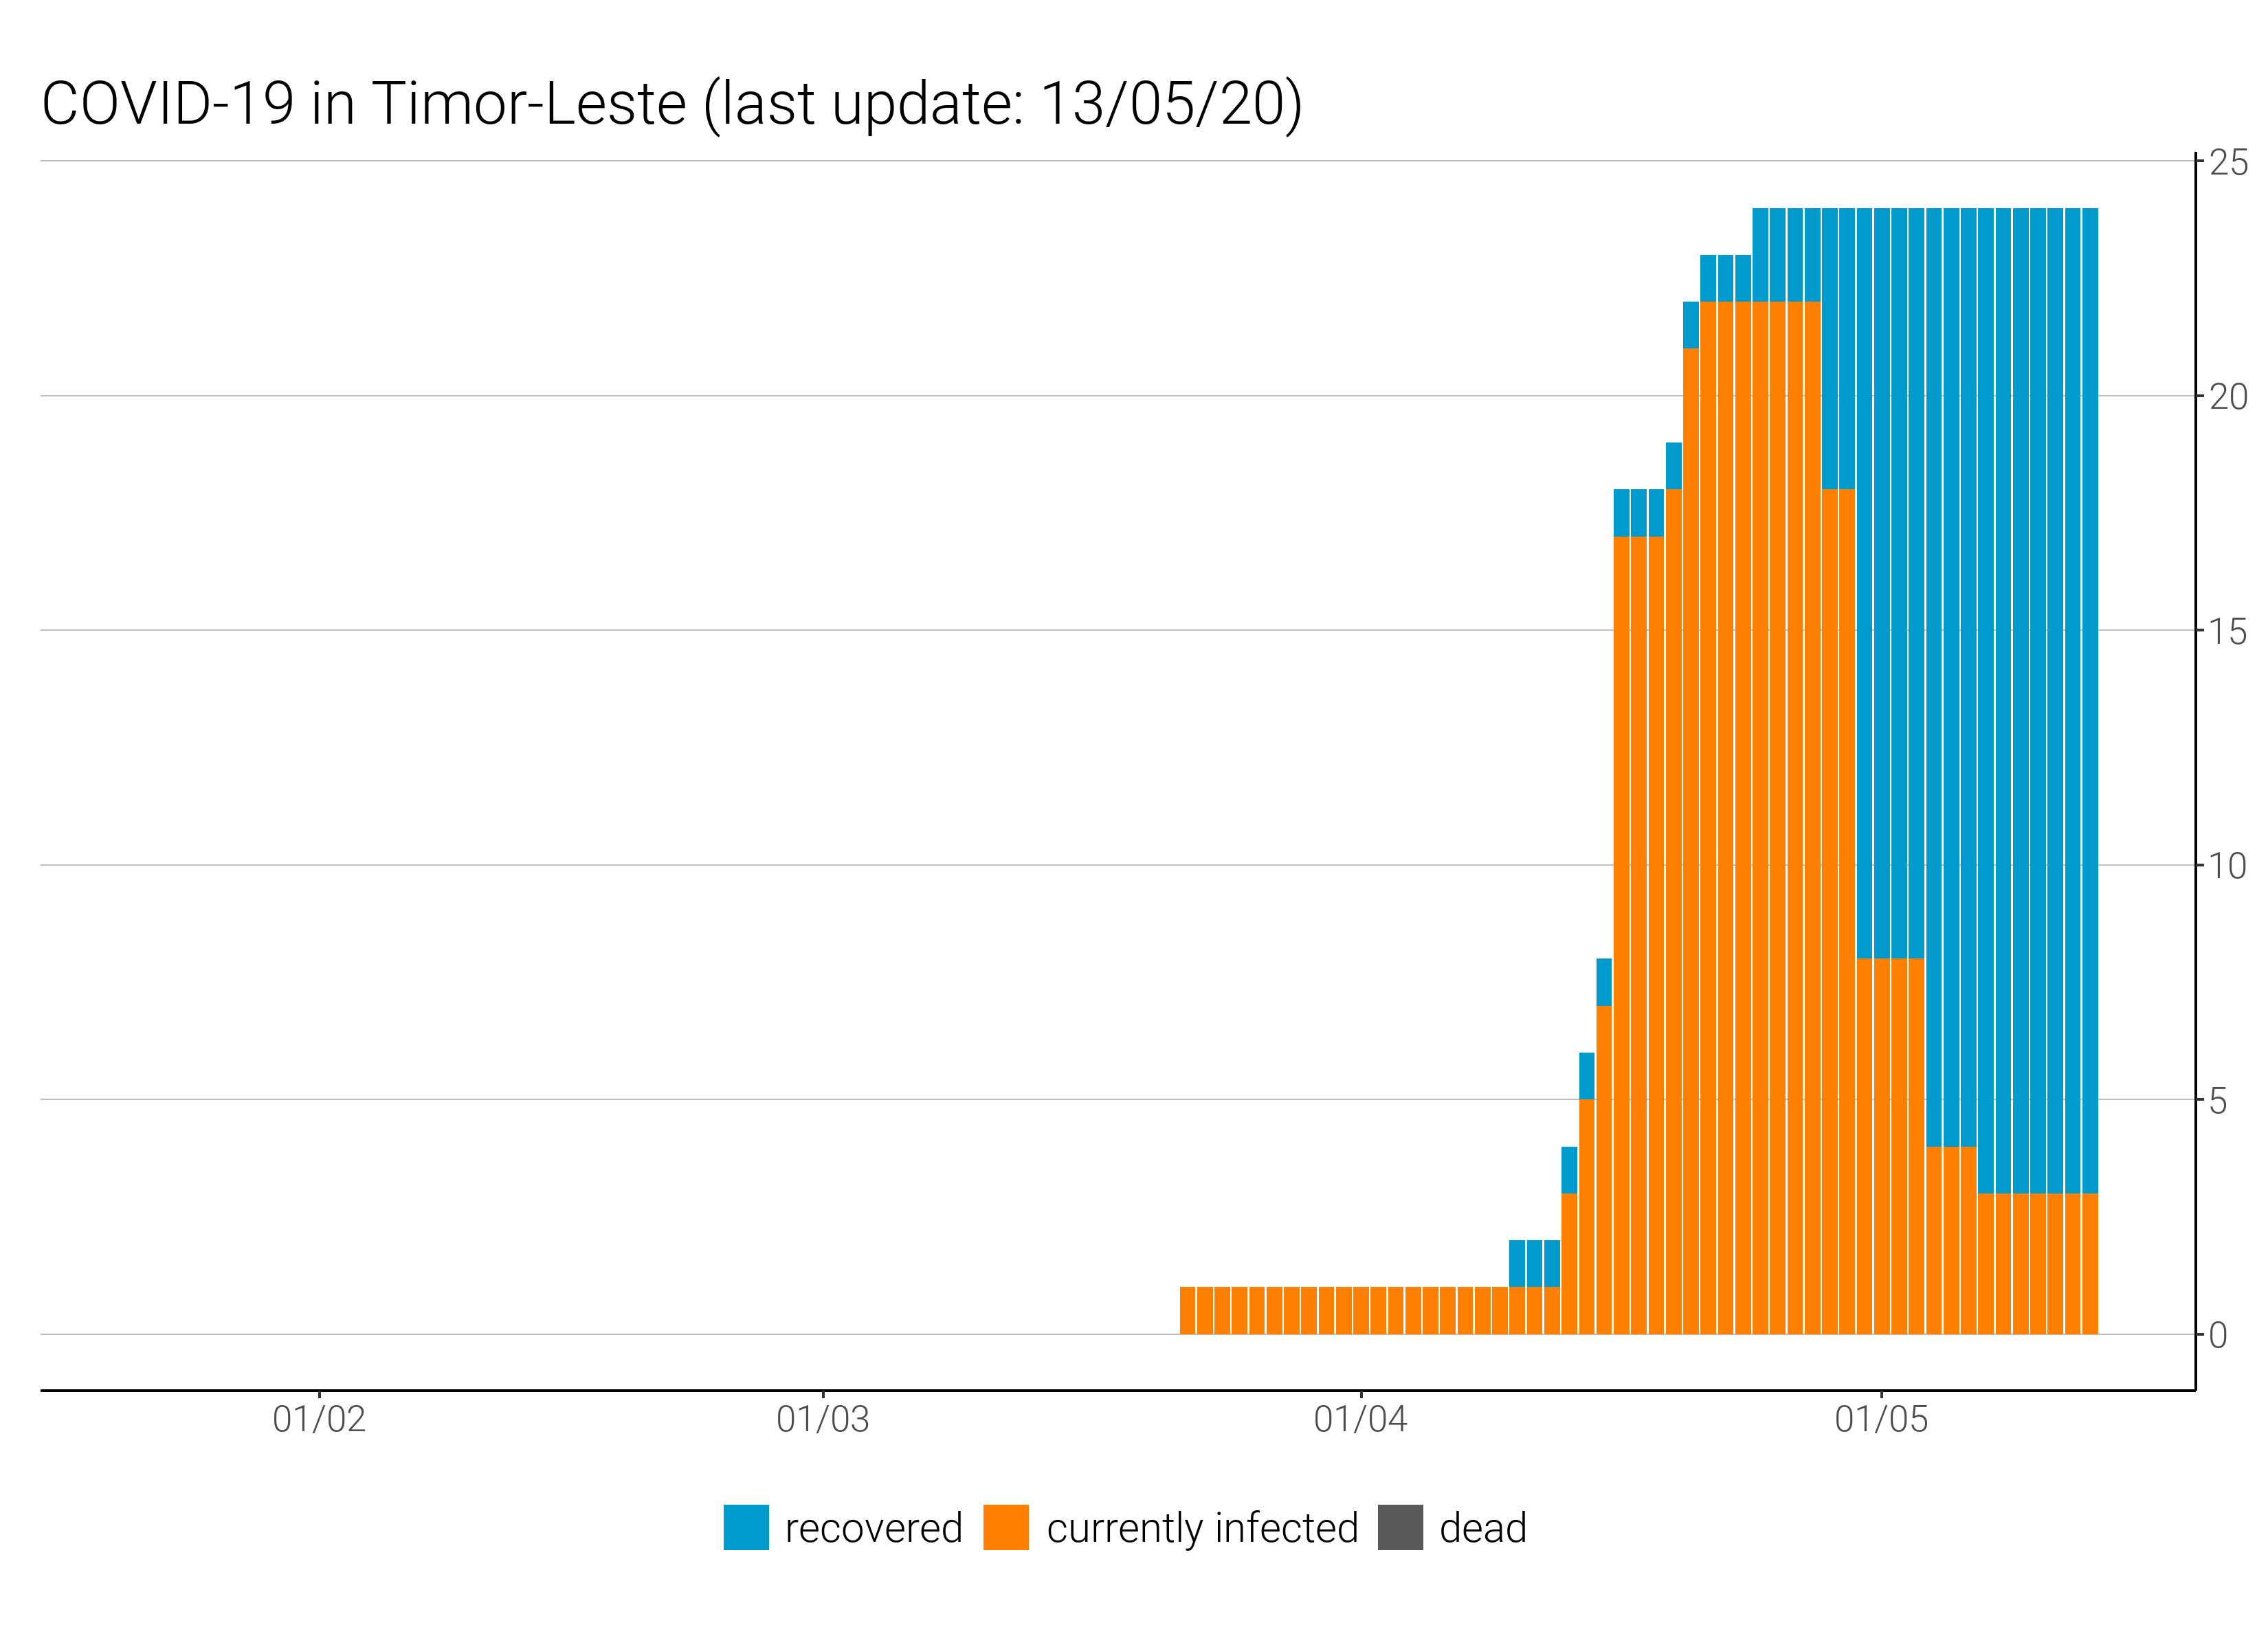 COVID-19 in Timor-Leste (last update: 13/05/20)
25
20
15
10
5
0
01/02 01/03 01/04 01/05
recovered currently infected dead